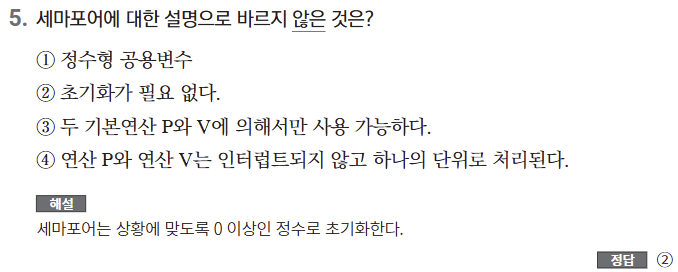 5. 세마포어에 대한 설명으로 바르지 않은 것은?
① 정수형 공용변수
② 초기화가 필요 없다.
③ 두 기본연산 P와 V에 의해서만 사용 가능하다.
④ 연산 P와 연산 V는 인터럽트되지 않고 하나의 단위로 처리된다.
해설
세마포어는 상황에 맞도록 0 이상인 정수로 초기화한다.
정답 ②